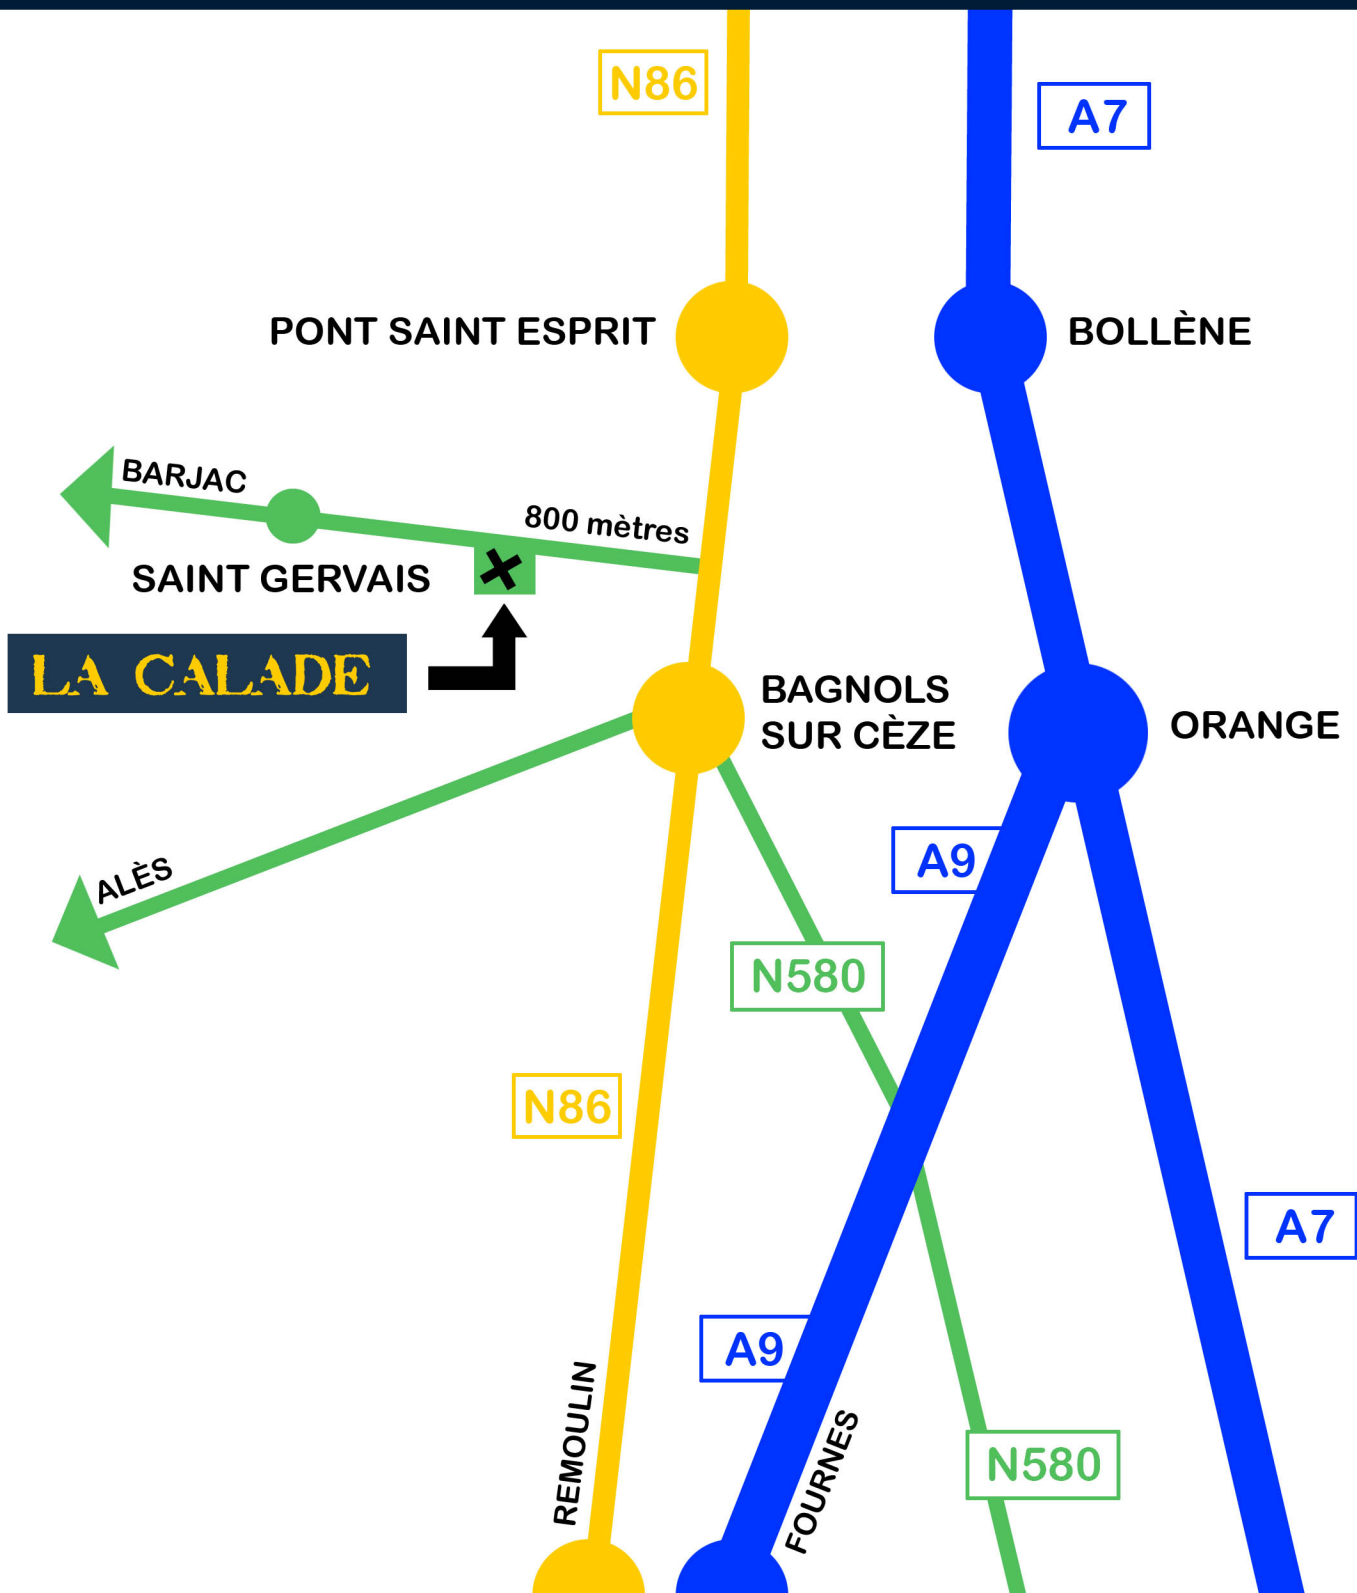 N86
A7
PONT SAINT ESPRIT
BOLLÈNE
BARJAC
800 mètres
SAINT GERVAIS
LA CALADE
BAGNOLS
SUR CÈZE
ORANGE
A9
ALÈS
N580
N86
A7
A9
REMOULIN
FOURNES
N580